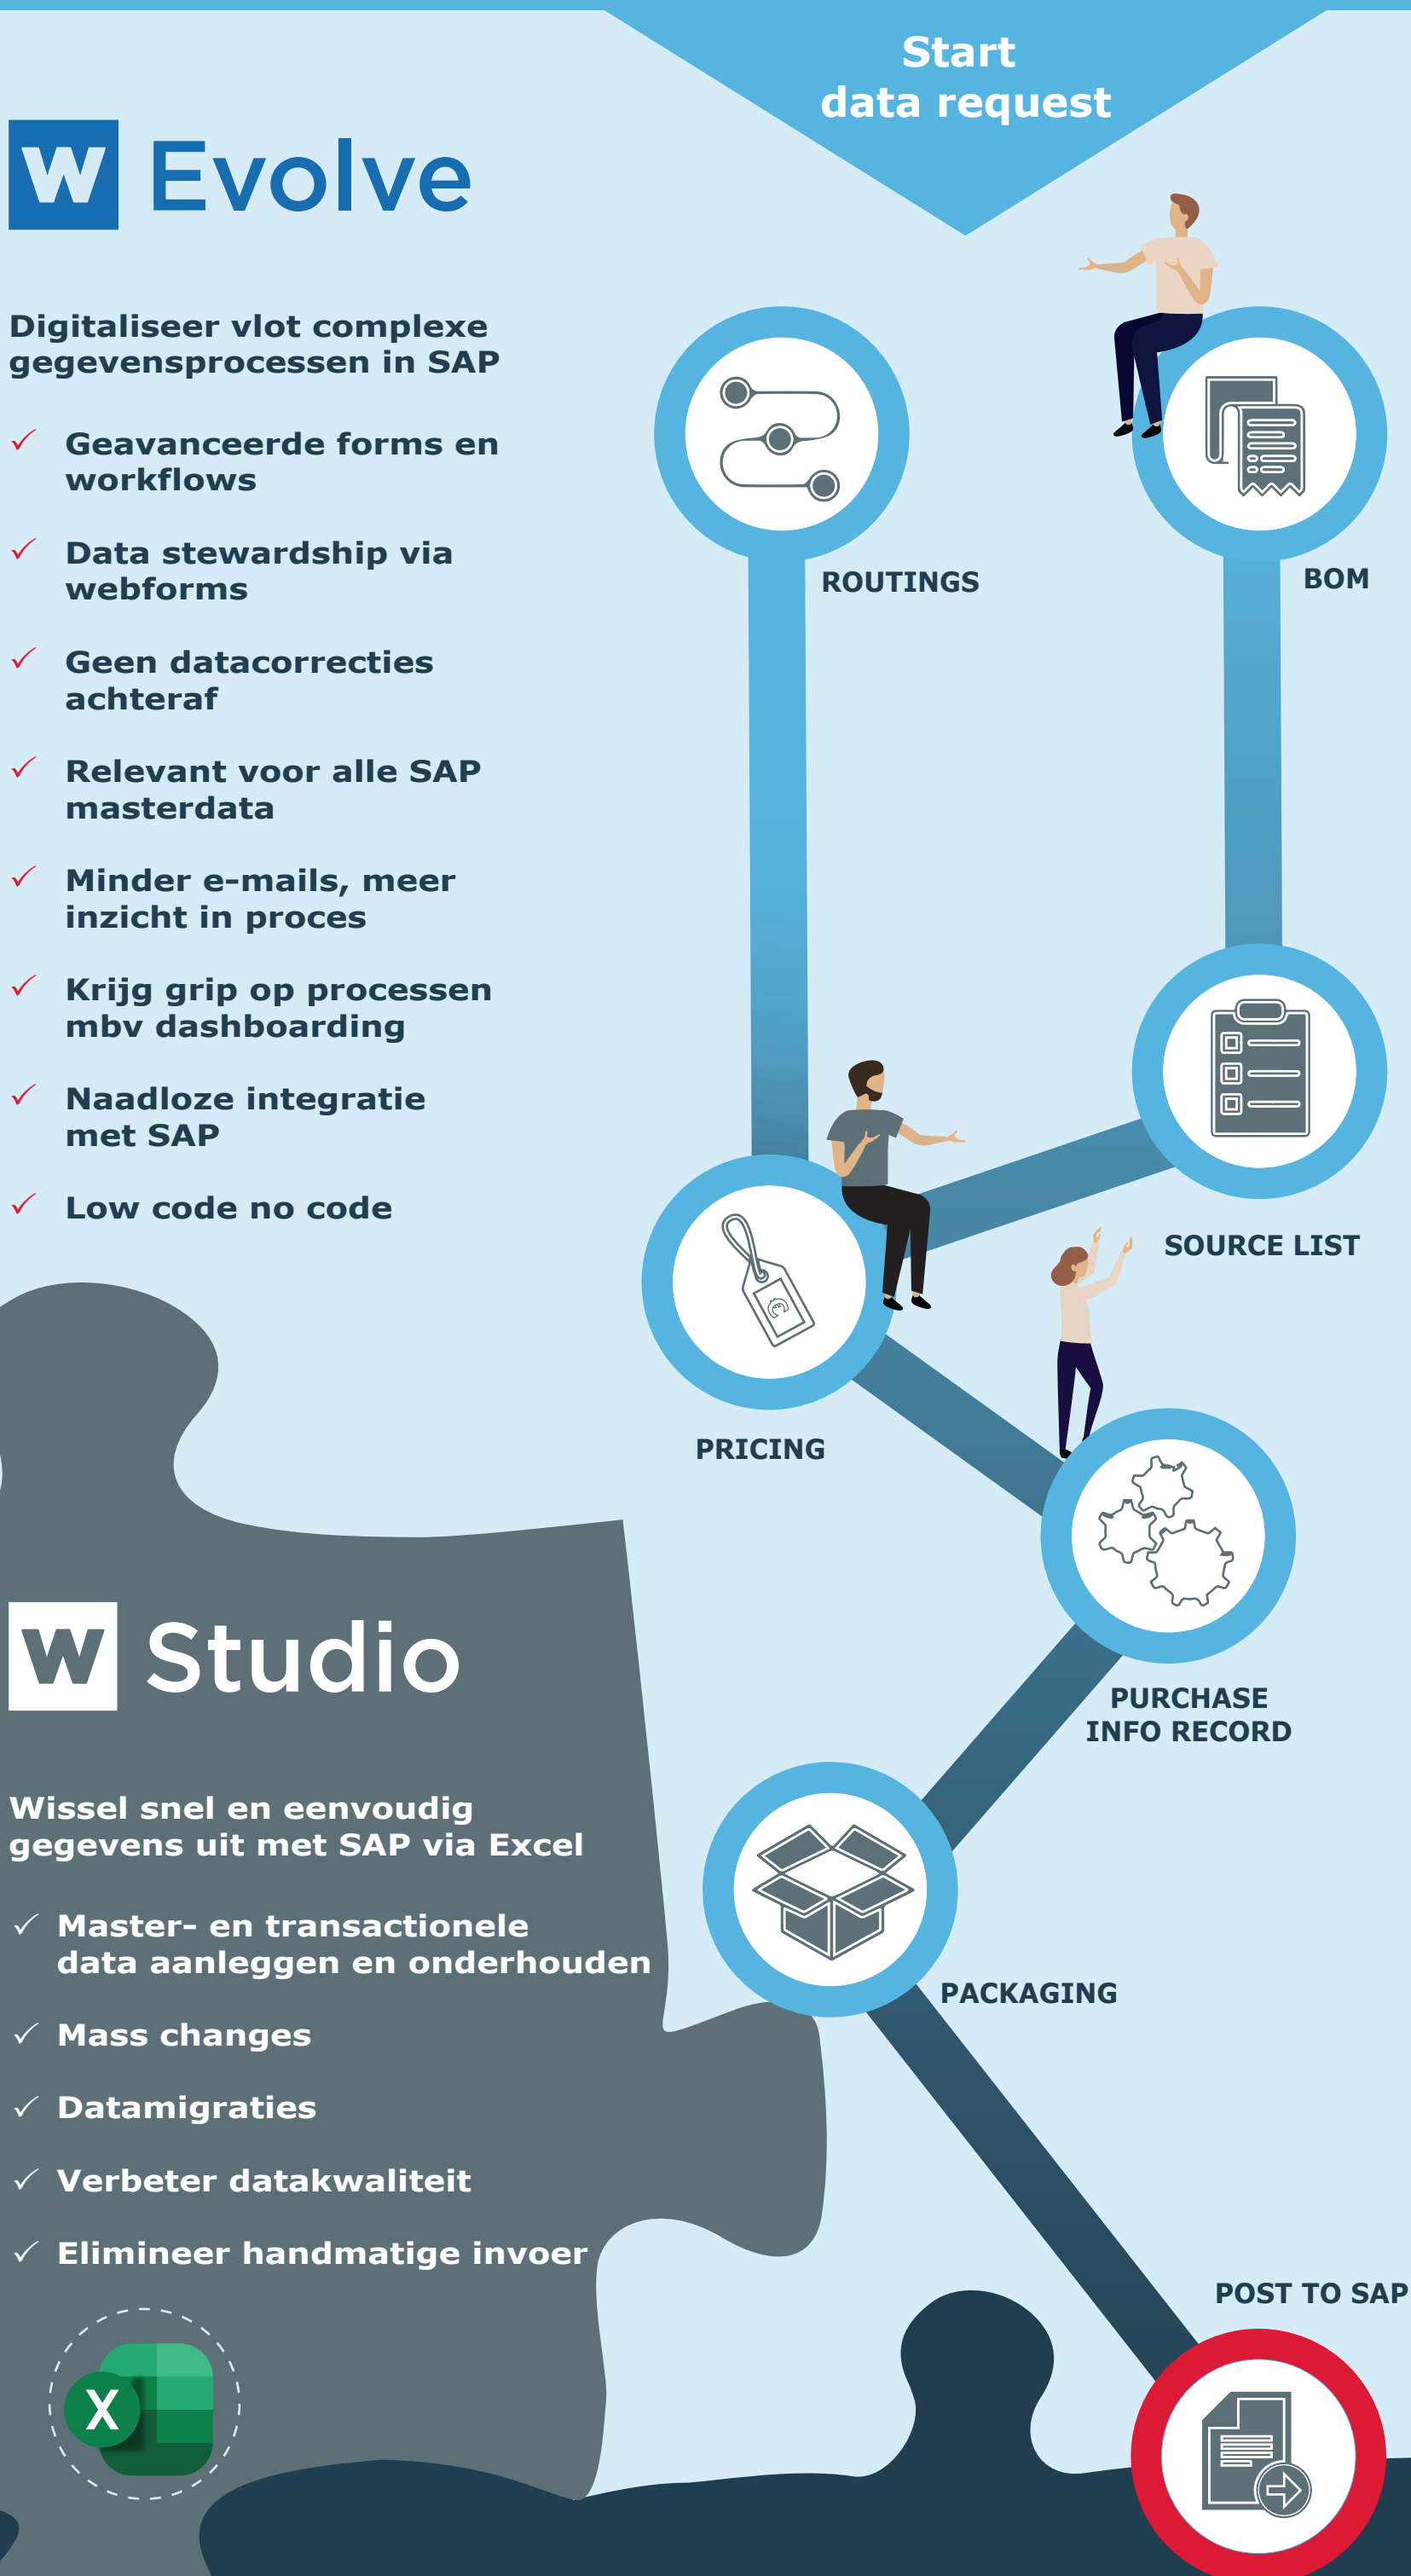 Start
data request
W Evolve
Digitaliseer vlot complexe
gegevensprocessen in SAP
Geavanceerde forms en
workflows
Data stewardship via
webforms
Geen datacorrecties
achteraf
Relevant voor alle SAP
masterdata
Minder e-mails, meer
inzicht in proces
Krijg grip op processen
mbv dashboarding
Naadloze integratie
met SAP
Low code no code
ROUTINGS
BOM
SOURCE LIST
€
PRICING
PURCHASE
INFO RECORD
PACKAGING
POST TO SAP
W Studio
Wissel snel en eenvoudig
gegevens uit met SAP via Excel
Master- en transactionele
data aanleggen en onderhouden
Mass changes
Datamigraties
Verbeter datakwaliteit
Elimineer handmatige invoer
X